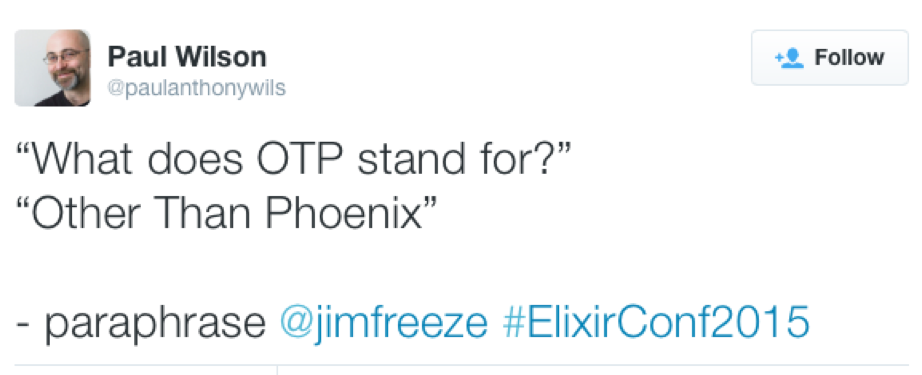 Paul Wilson
@paulanthonywils
Follow
“What does OTP stand for?”
“Other Than Phoenix”
- paraphrase @jimfreeze #ElixirConf2015